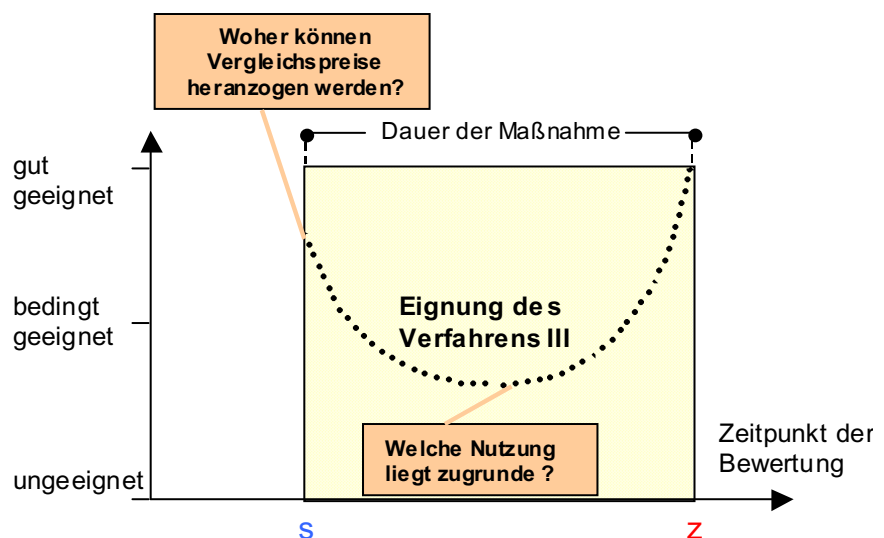 Woher können
Vergleichspreise
heranzogen werden?
Dauer der Maßnahme
gut
geeignet
bedingt
geeignet
Eignung des
Verfahrens III
Welche Nutzung
liegt zugrunde ?
Zeitpunkt der
Bewertung
ungeeignet
S
Z